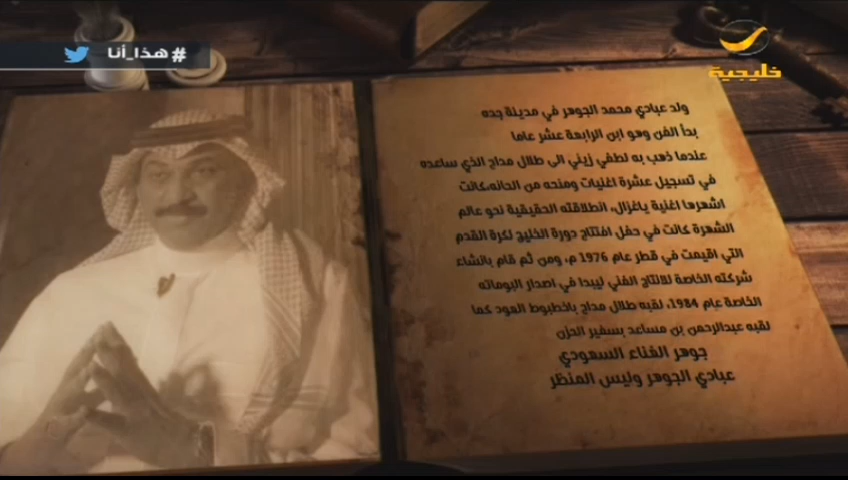 #هذا_أنا
خليجية
ولد عبادي محمد الجوهر في مدينة جده
بدأ الفن وهو ابن الرابعة عشر عاما
عندما ذهب به لطفي زيني الى طلال مداح الذي ساعده
في تسجيل عشرة اغنيات ومنحه من الحانه،كانت
اشهرها اغنية ياغزال، انطلاقته الحقيقية نحو عالم
الشهرة كانت في حفل افتتاح دورة الخليج لكرة القدم
التي اقيمت في قطر عام 1976 م، ومن ثم قام بانشاء
شركته الخاصة للانتاج الفني ليبدا في اصدار البوماته
الخاصة عام 1984، لقبه طلال مداح باخطبوط العود كما
لقبه عبدالرحمن بن مساعد بسفير الحزن
جوهر الغناء السعودي
عبادي الجوهر وليس المنظر